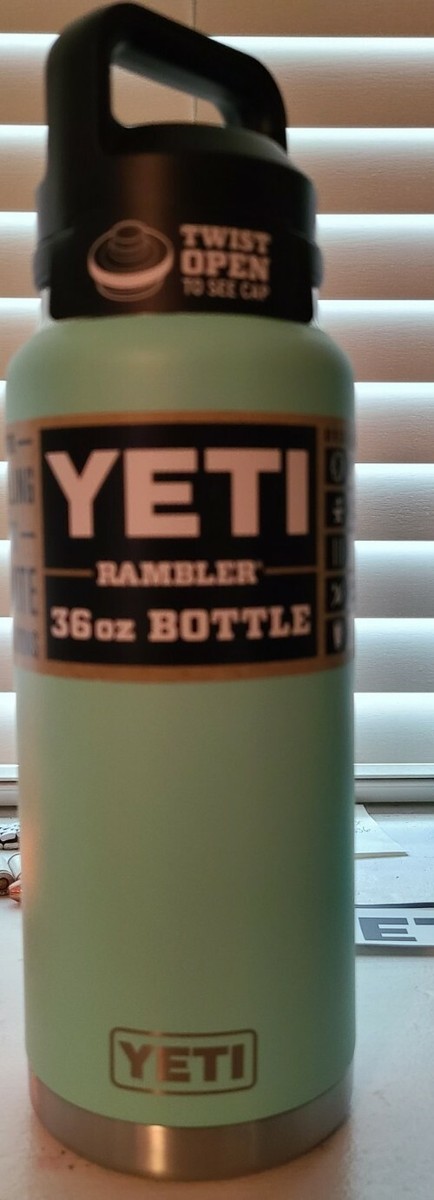 TWIST
OPEN
TO SEE CAP
YETI
RAMBLER
36oz BOTTLE
YETI